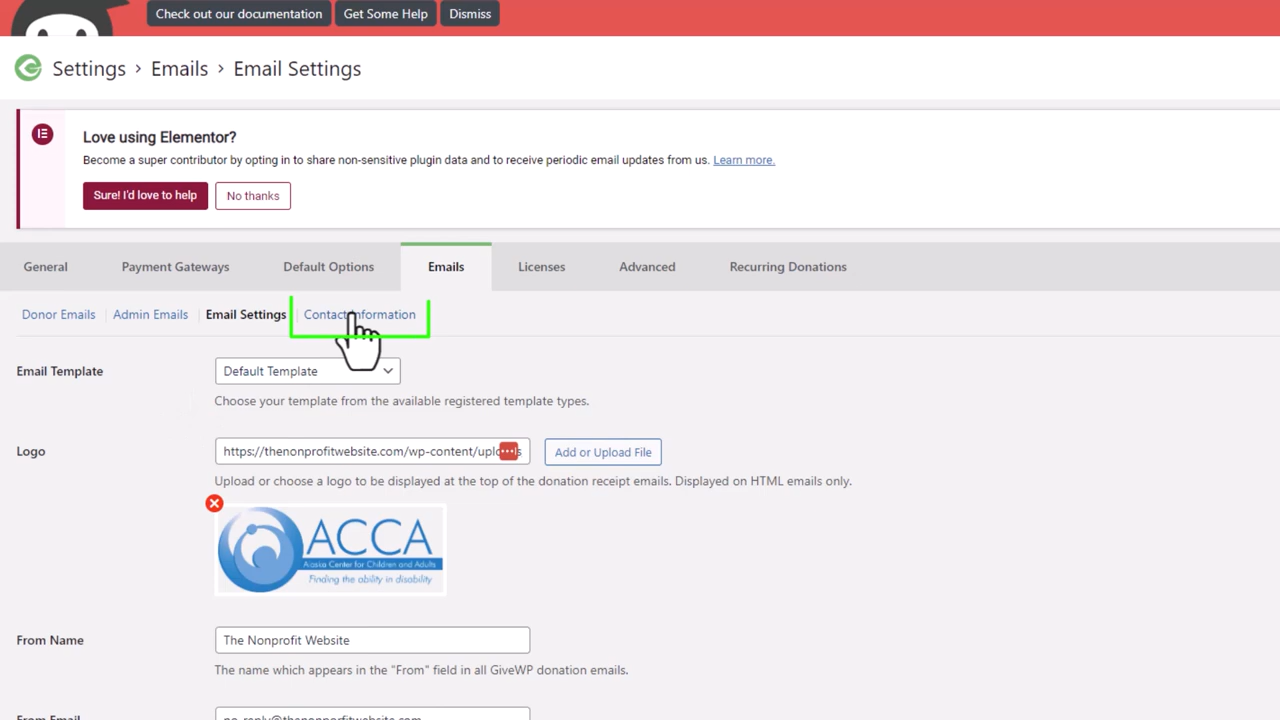 Check out our documentation
Get Some Help
Dismiss
Settings › Emails › Email Settings
Love using Elementor?
Become a super contributor by opting in to share non-sensitive plugin data and to receive periodic email updates from us. Learn more.
Sure! I'd love to help
No thanks
General
Payment Gateways
Default Options
Emails
Licenses
Advanced
Recurring Donations
Donor Emails
Admin Emails
Email Settings
Contact Information
Email Template
Default Template
Choose your template from the available registered template types.
Logo
https://thenonprofitwebsite.com/wp-content/uploads
Add or Upload File
Upload or choose a logo to be displayed at the top of the donation receipt emails. Displayed on HTML emails only.
ACCA
Alaska Center for Children and Adults
Finding the ability in disability
From Name
The Nonprofit Website
The name which appears in the "From" field in all GiveWP donation emails.
From Email
no-reply@thenonprofitwebsite.com